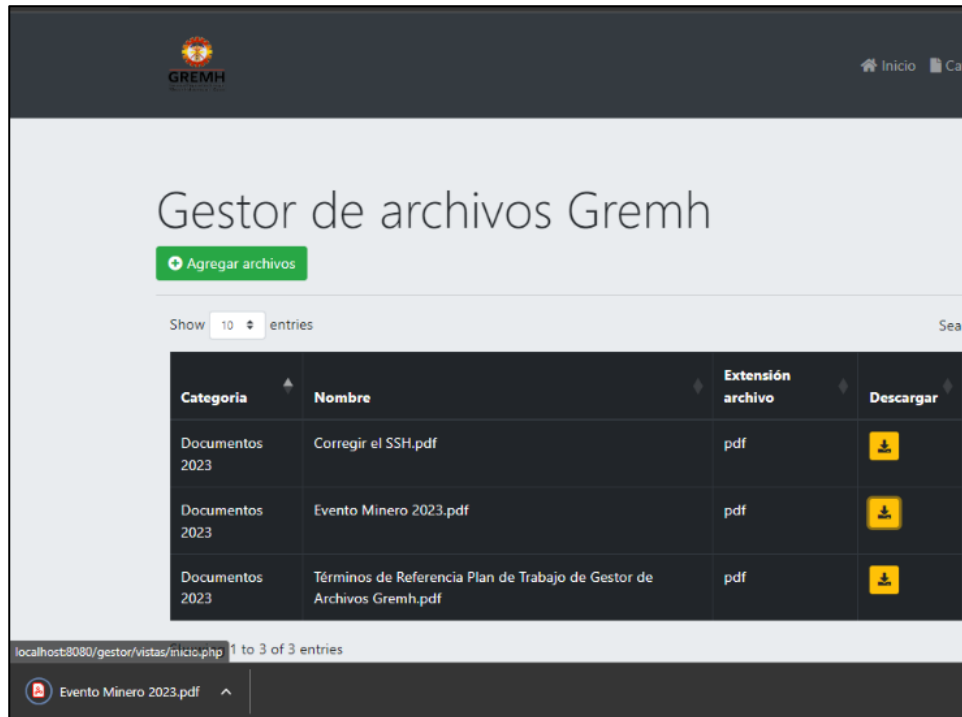 GREMH
Inicio
Ca
Gestor de archivos Gremh
Agregar archivos
Show 10 entries
Sea
Categoria Nombre Extensión archivo Descargar
Documentos 2023 Corregir el SSH.pdf pdf
Documentos 2023 Evento Minero 2023.pdf pdf
Documentos 2023 Términos de Referencia Plan de Trabajo de Gestor de Archivos Gremh.pdf pdf
1 to 3 of 3 entries
localhost:8080/gestor/vistas/inicio.php
Evento Minero 2023.pdf